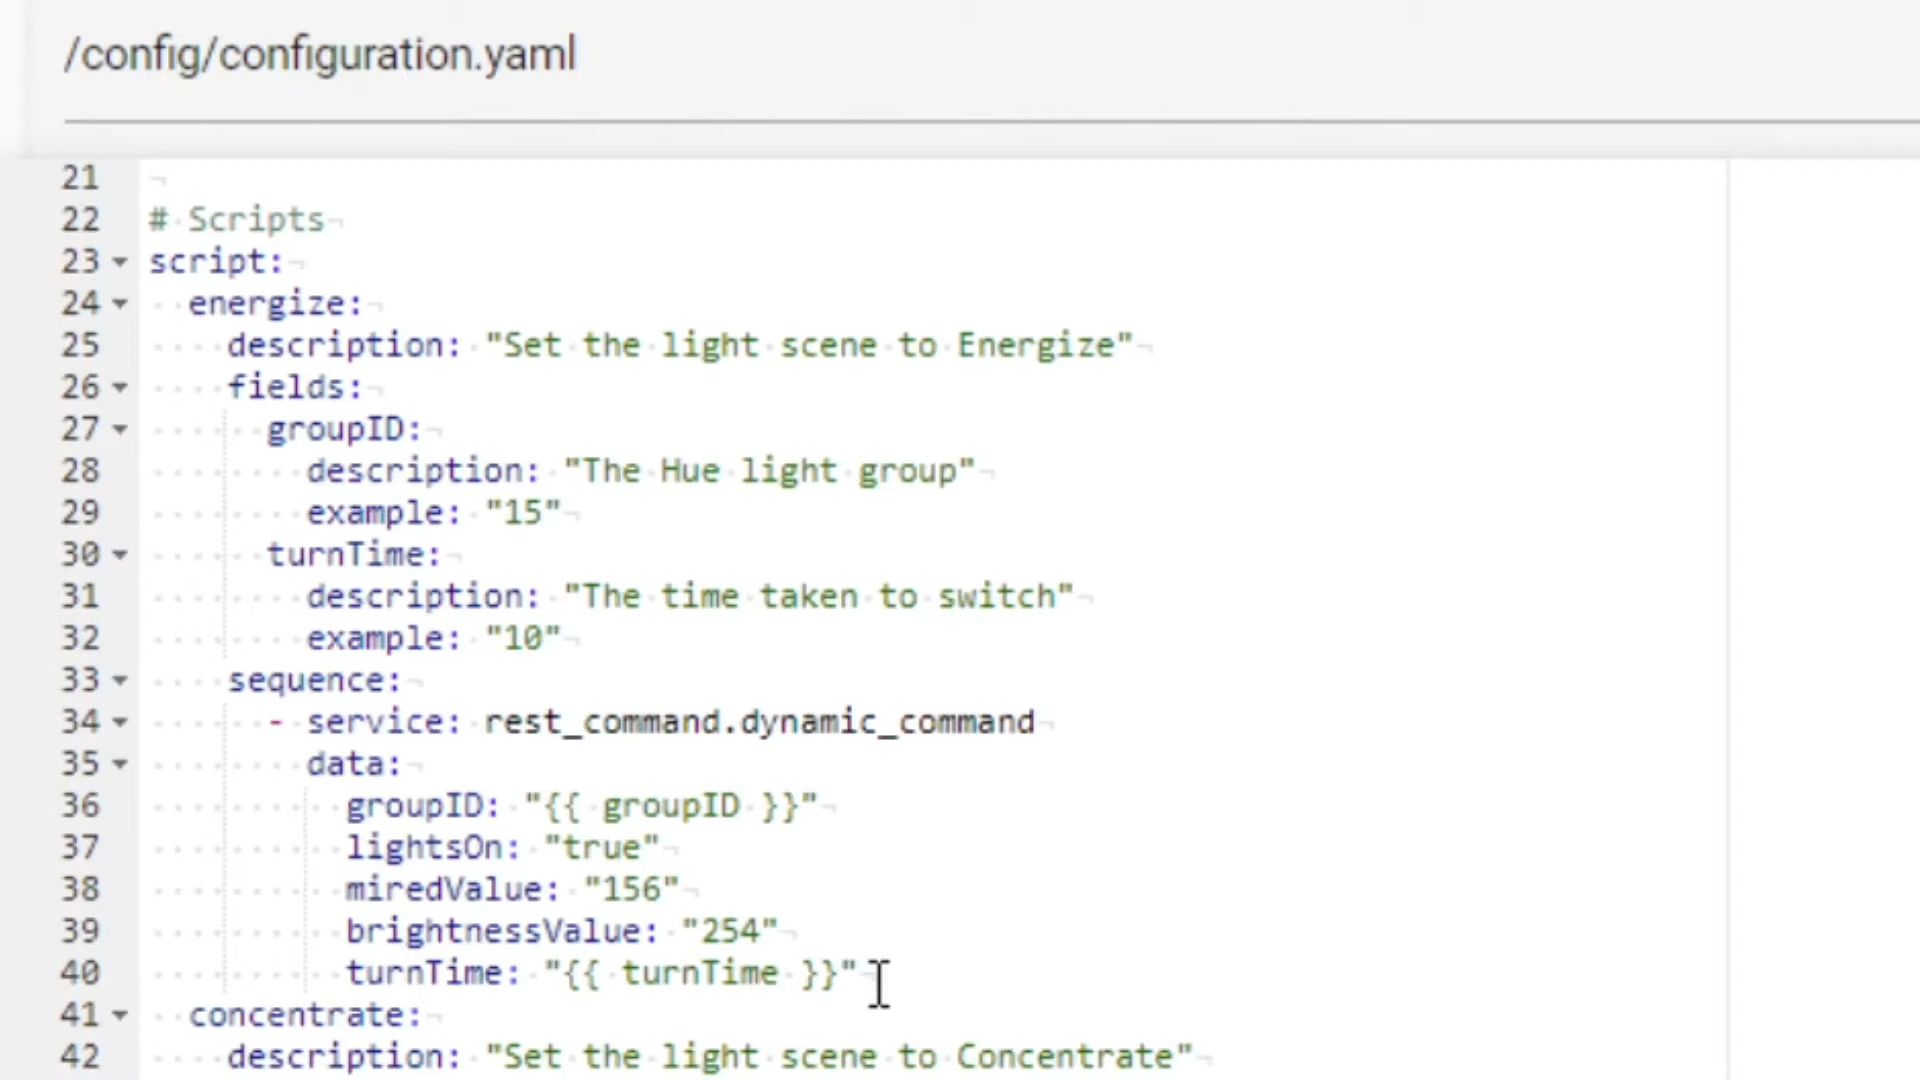 /config/configuration.yaml
21
22 # Scripts
23 script:
24 energize:
25 description: "Set the light scene to Energize"
26 fields:
27 groupID:
28 description: "The Hue light group"
29 example: "15"
30 turnTime:
31 description: "The time taken to switch"
32 example: "10"
33 sequence:
34 - service: rest_command.dynamic_command
35 data:
36 groupID: "{{ groupID }}"
37 lightsOn: "true"
38 miredValue: "156"
39 brightnessValue: "254"
40 turnTime: "{{ turnTime }}"
41 concentrate:
42 description: "Set the light scene to Concentrate"